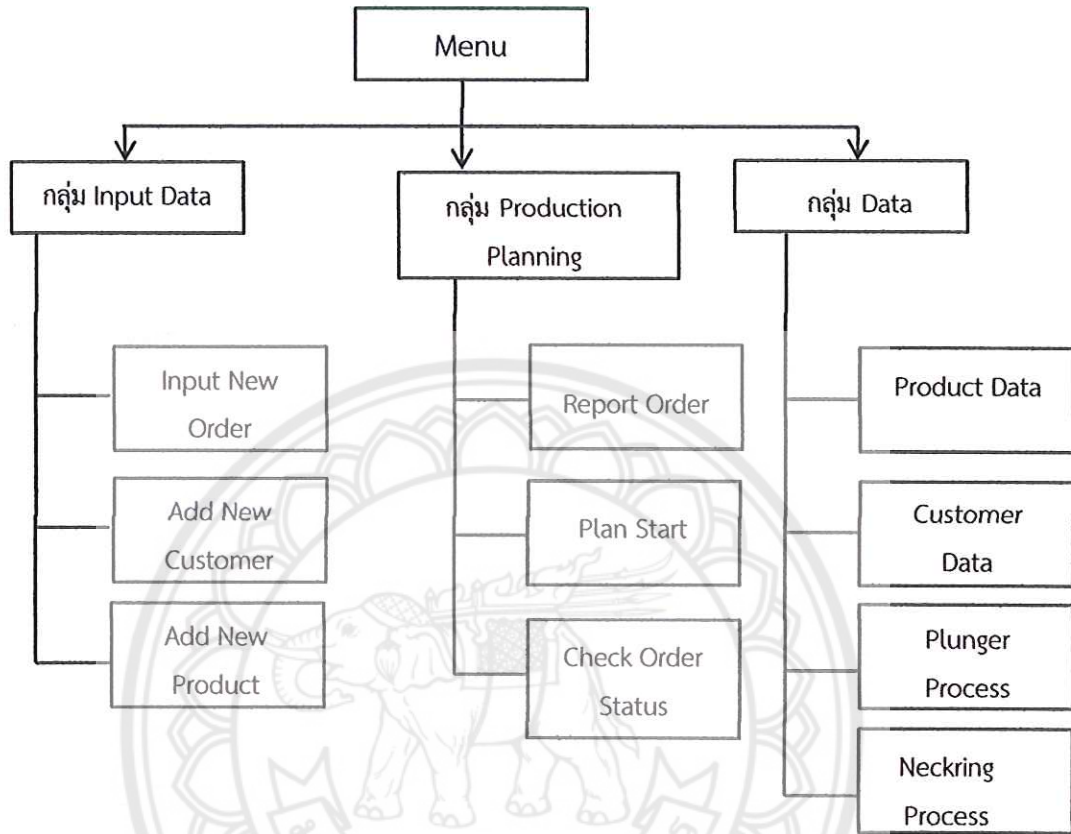 Menu
กลุ่ม Input Data
กลุ่ม Production
Planning
กลุ่ม Data
Input New
Order
Add New
Customer
Add New
Product
Report Order
Plan Start
Check Order
Status
Product Data
Customer
Data
Plunger
Process
Neckring
Process